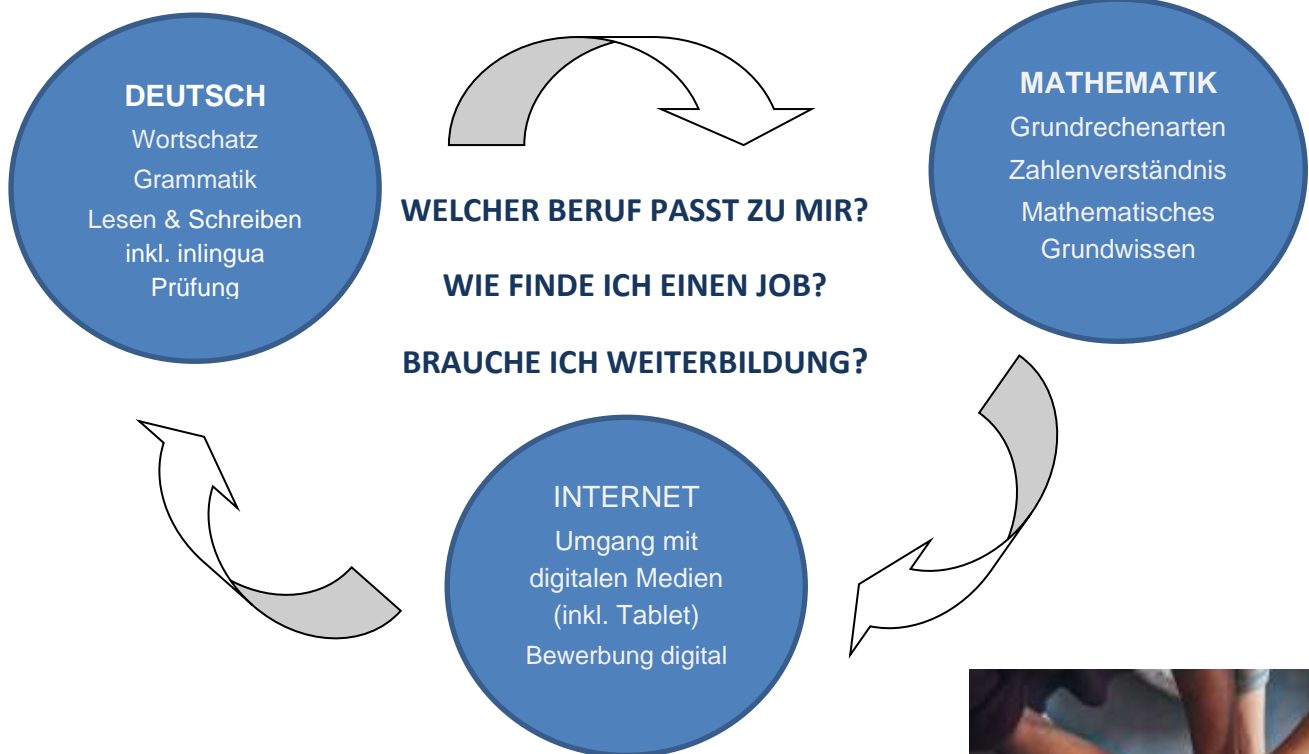 DEUTSCH
Wortschatz
Grammatik
Lesen & Schreiben
inkl. inlingua
Prüfung
MATHEMATIK
Grundrechenarten
Zahlenverständnis
Mathematisches
Grundwissen
WELCHER BERUF PASST ZU MIR?
WIE FINDE ICH EINEN JOB?
BRAUCHE ICH WEITERBILDUNG?
INTERNET
Umgang mit
digitalen Medien
(inkl. Tablet)
Bewerbung digital